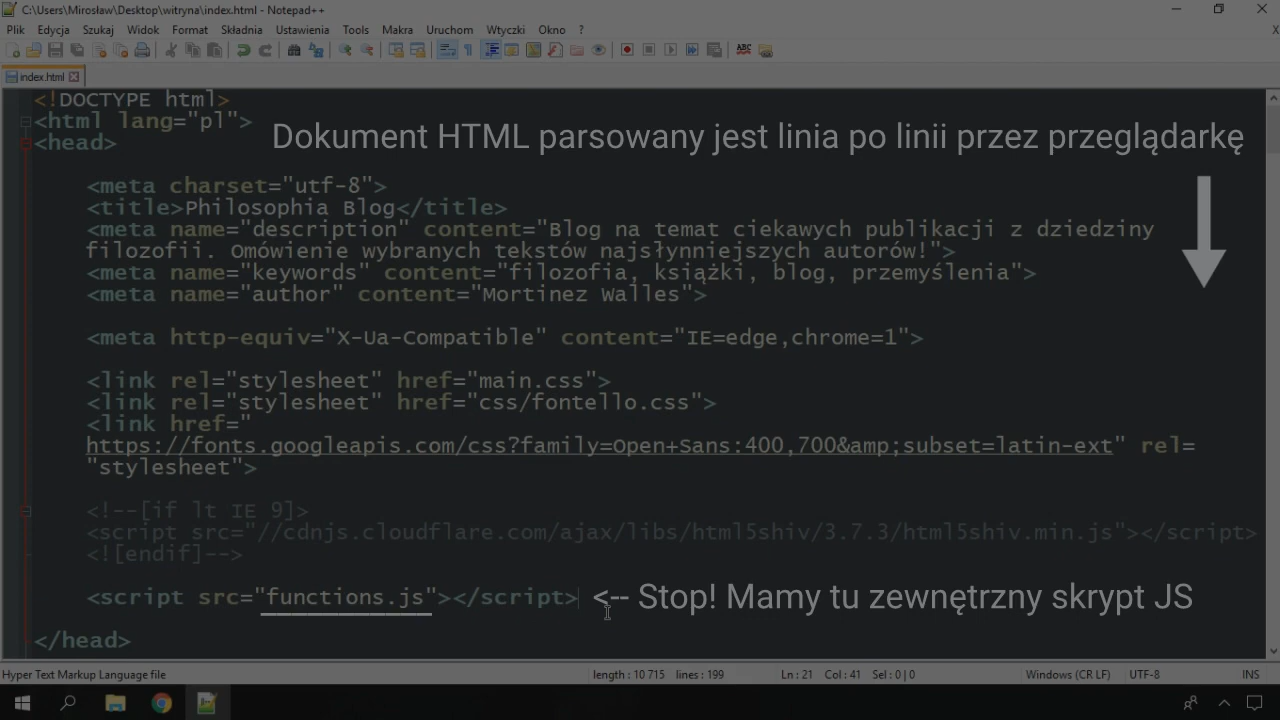 C:\Users\Mirosław\Desktop\witryna\index.html - Notepad++
Plik Edycja Szukaj Widok Format Składnia Ustawienia Tools Makra Uruchom Wtyczki Okno ?
index.html
<!DOCTYPE html>
<html lang="pl">
Dokument HTML parsowany jest linia po linii przez przeglądarkę
<head>
<meta charset="utf-8">
<title>Philosophia Blog</title>
<meta name="description" content="Blog na temat ciekawych publikacji z dziedziny
filozofii. Omówienie wybranych tekstów najsłynniejszych autorów!">
<meta name="keywords" content="filozofia, książki, blog, przemyślenia">
<meta name="author" content="Mortinez Walles">
<meta http-equiv="X-Ua-Compatible" content="IE=edge,chrome=1">
<link rel="stylesheet" href="main.css">
<link rel="stylesheet" href="css/fontello.css">
<link href="
https://fonts.googleapis.com/css?family=Open+Sans:400,700&amp;subset=latin-ext" rel=
"stylesheet">
<!--[if lt IE 9]>
<script src="//cdnjs.cloudflare.com/ajax/libs/html5shiv/3.7.3/html5shiv.min.js"></script>
<![endif]-->
<script src="functions.js"></script> <-- Stop! Mamy tu zewnętrzny skrypt JS
</head>
Hyper Text Markup Language file length : 10 715 lines : 199 Ln : 21 Col : 41 Sel : 0 | 0 Windows (CR LF) UTF-8 INS